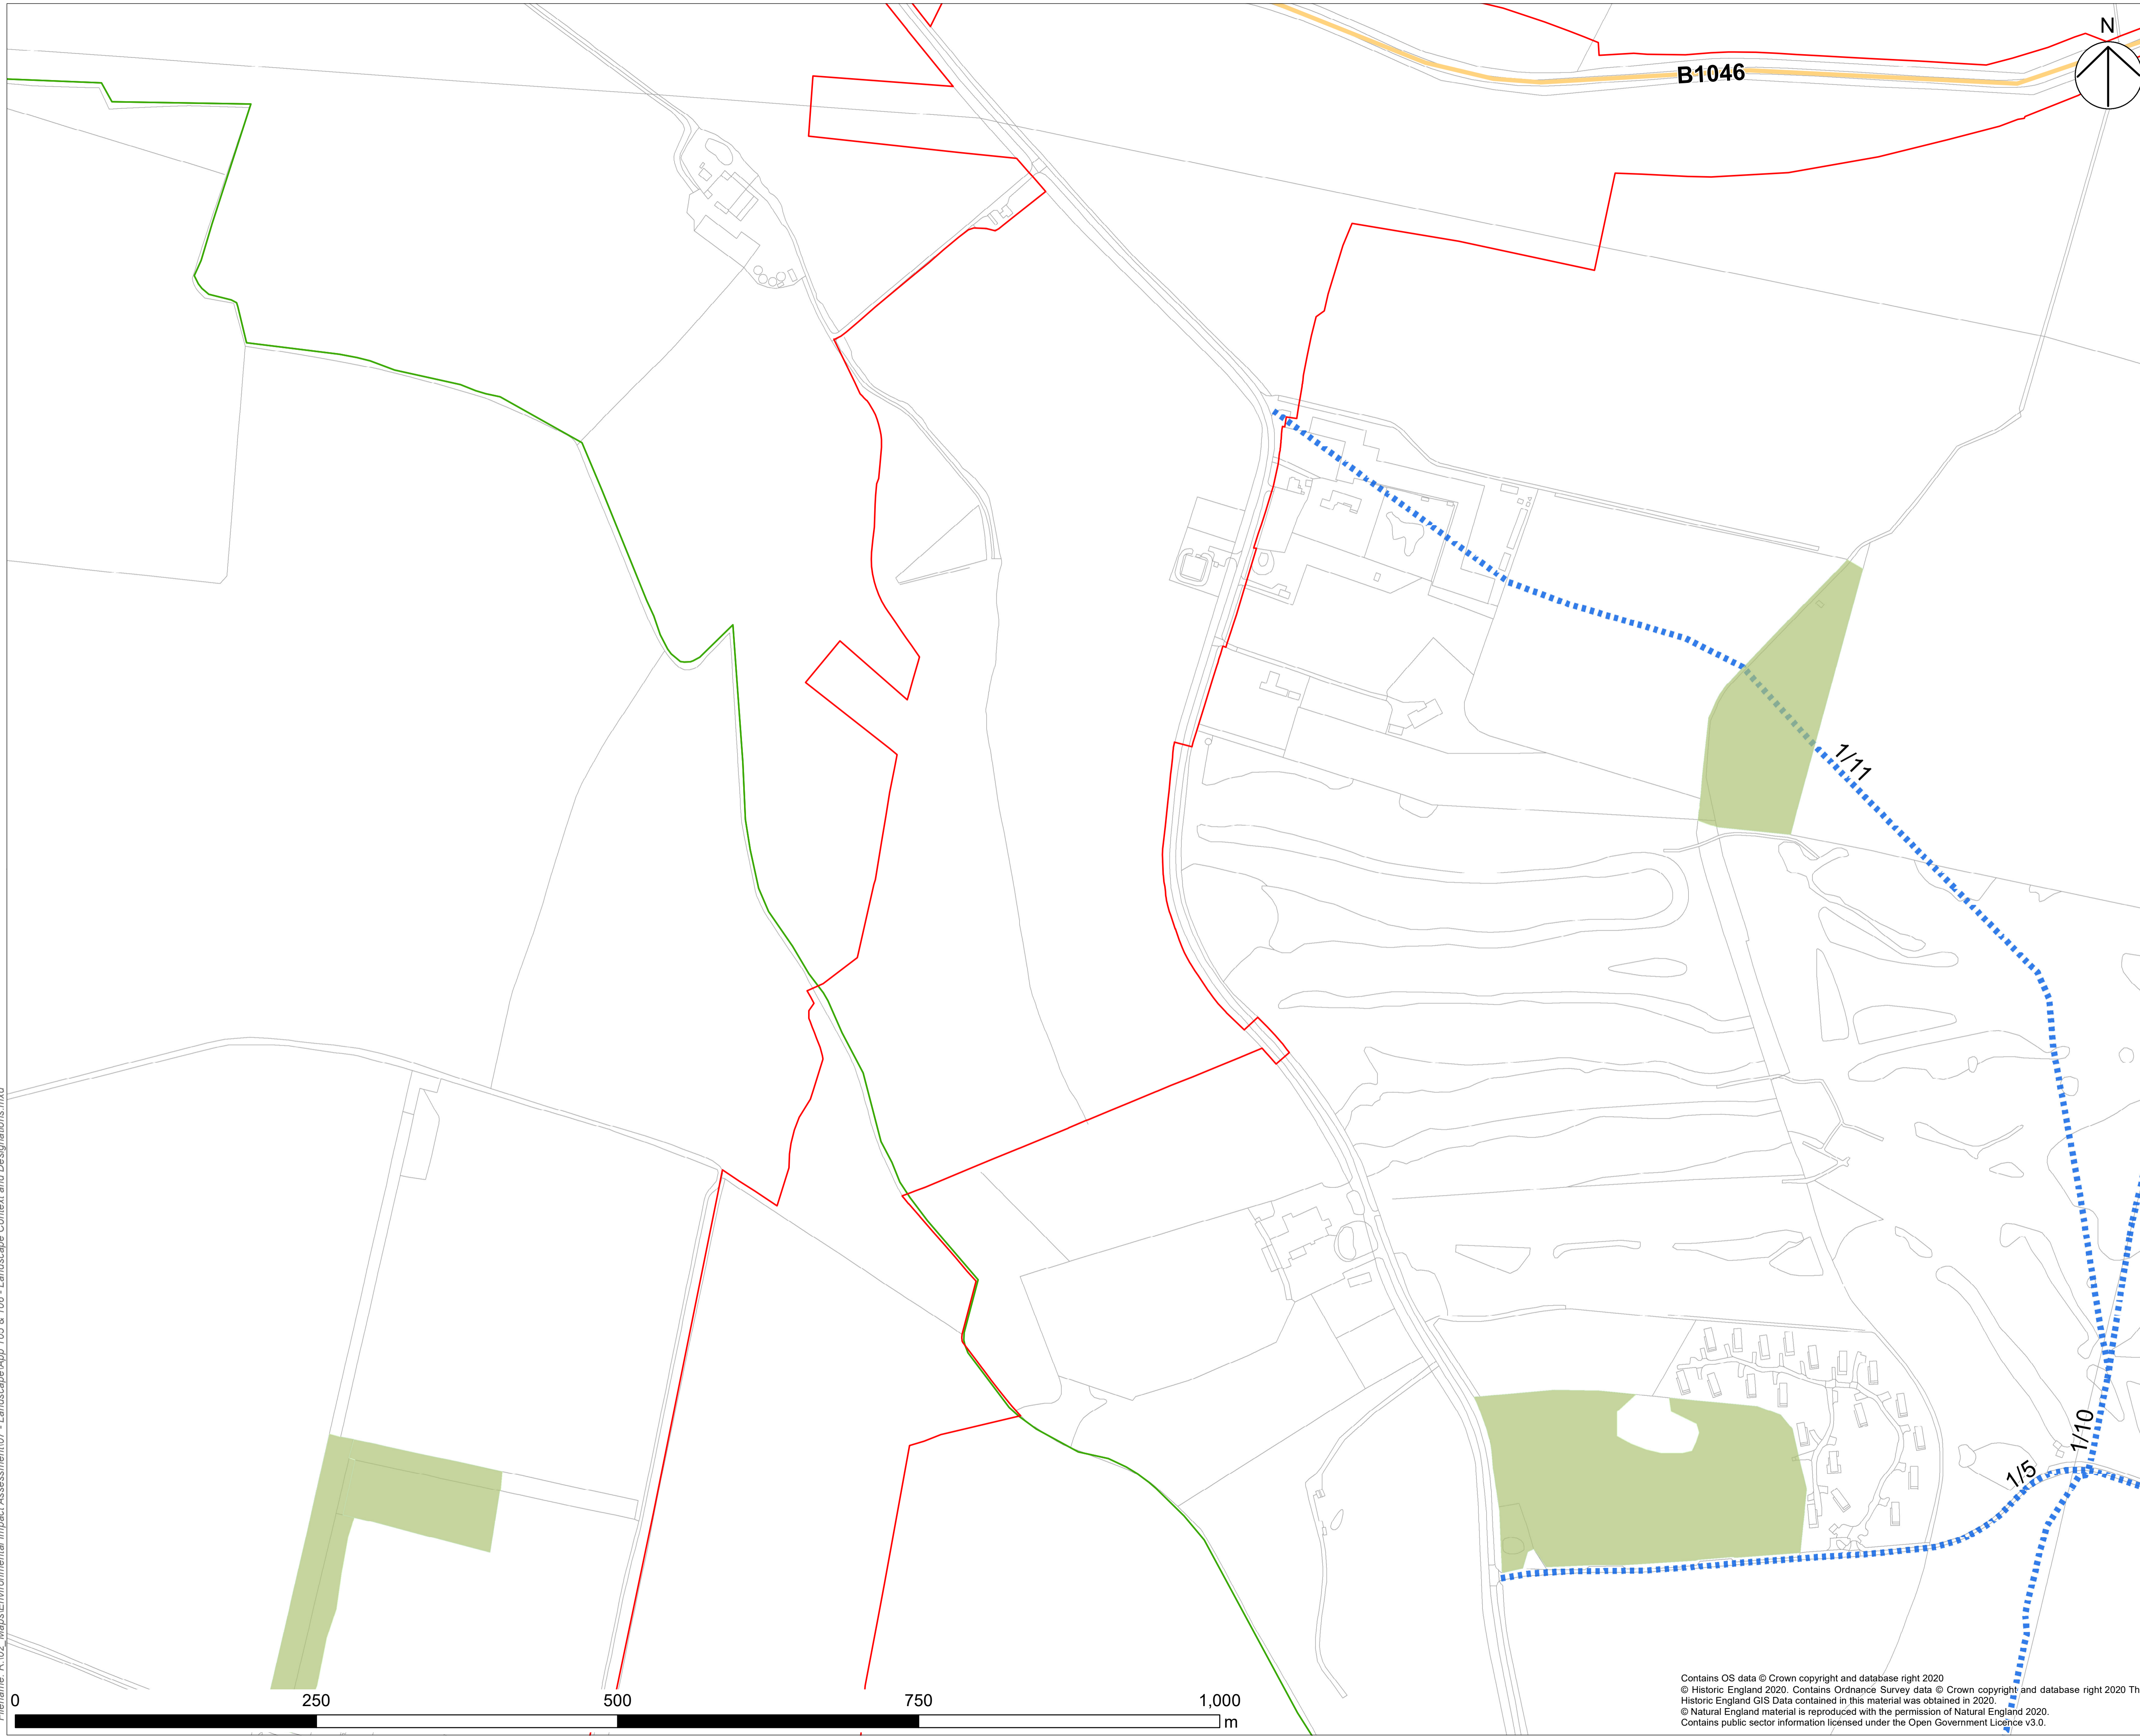 N
B1046
1/11
1/10
1/5
0 250 500 750 1,000
m
Contains OS data © Crown copyright and database right 2020
© Historic England 2020. Contains Ordnance Survey data © Crown copyright and database right 2020 Th
Historic England GIS Data contained in this material was obtained in 2020.
© Natural England material is reproduced with the permission of Natural England 2020.
Contains public sector information licensed under the Open Government Licence v3.0.